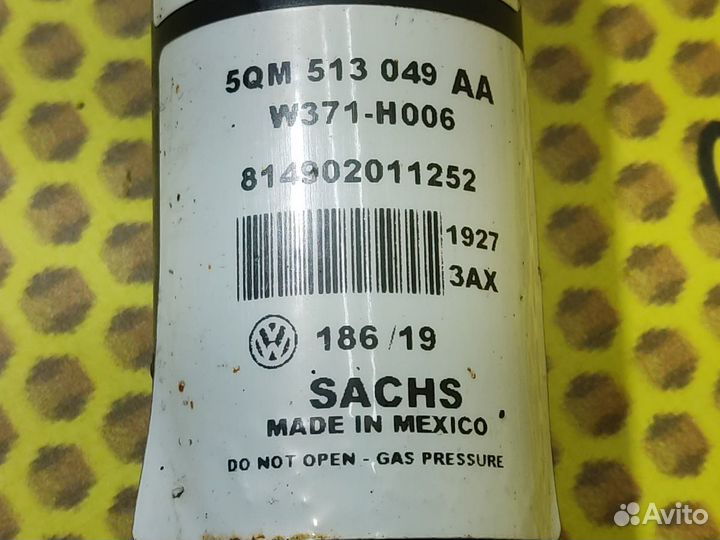 5QM 513 049 AA
W371-H006
814902011252
1927
3AX
186/19
SACHS
MADE IN MEXICO
DO NOT OPEN - GAS PRESSURE
Avito